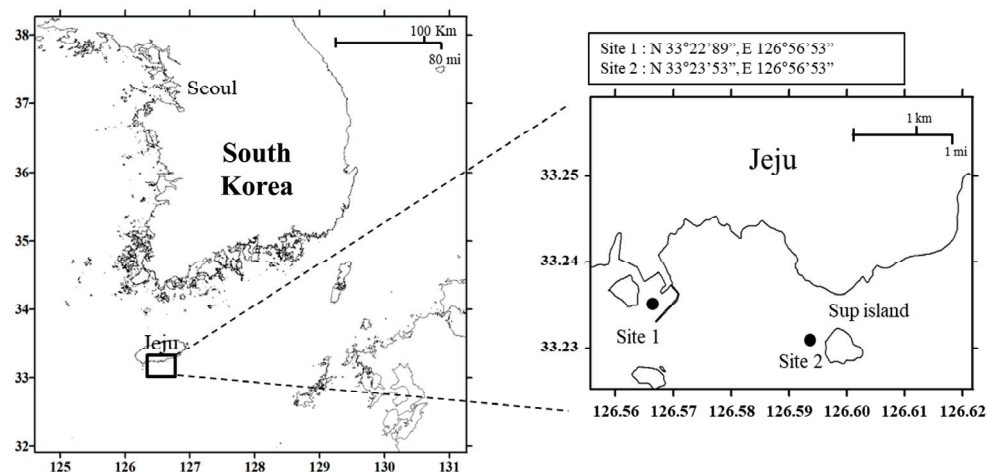 38
37
36
35
34
33
32
125
126
127
128
129
130
131
100 Km
80 mi
Scoul
South
Korea
Jeju
Site 1 : N 33°22’89”, E 126°56’53”
Site 2 : N 33°23’53”, E 126°56’53”
1 km
1 mi
Jeju
33.25
33.24
33.23
Sup island
Site 1
Site 2
126.56
126.57
126.58
126.59
126.60
126.61
126.62